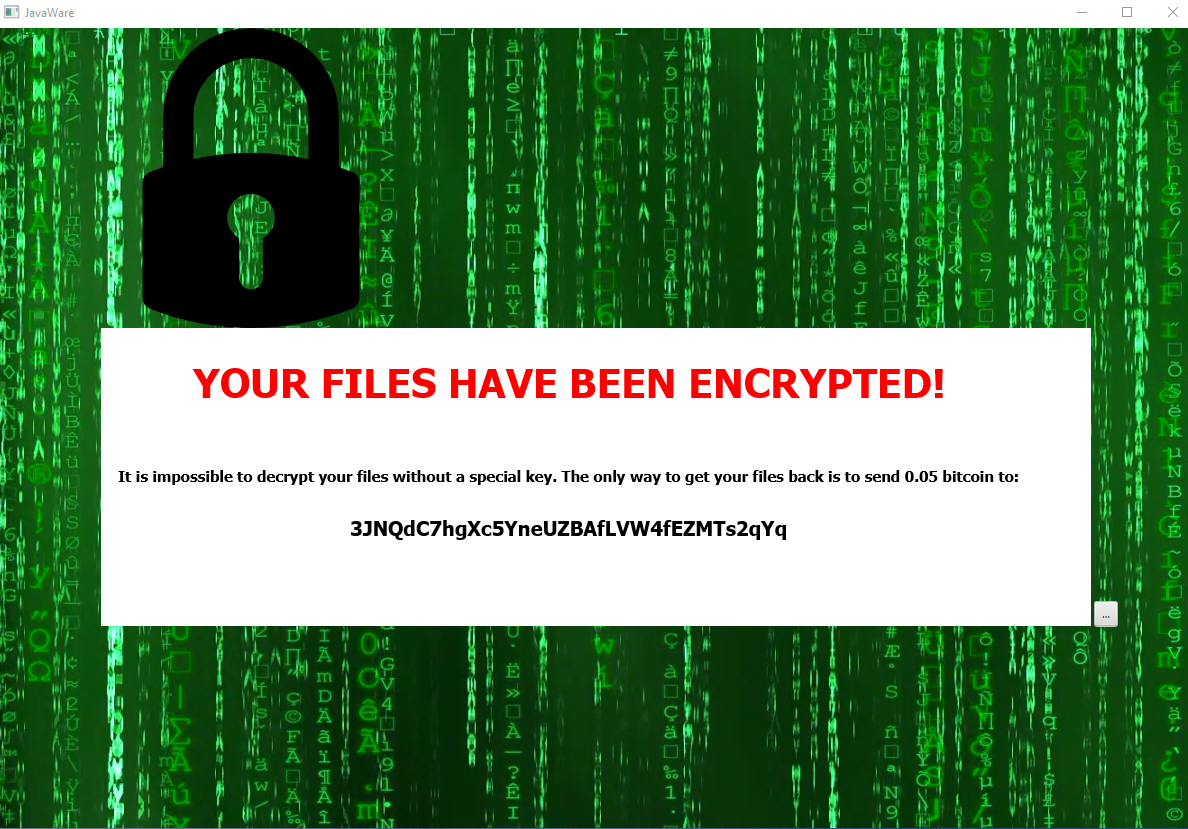 JavaWare
YOUR FILES HAVE BEEN ENCRYPTED!
It is impossible to decrypt your files without a special key. The only way to get your files back is to send 0.05 bitcoin to:
3JNQdC7hgXc5YneUZBAfLVW4fEZMTs2qYq
...